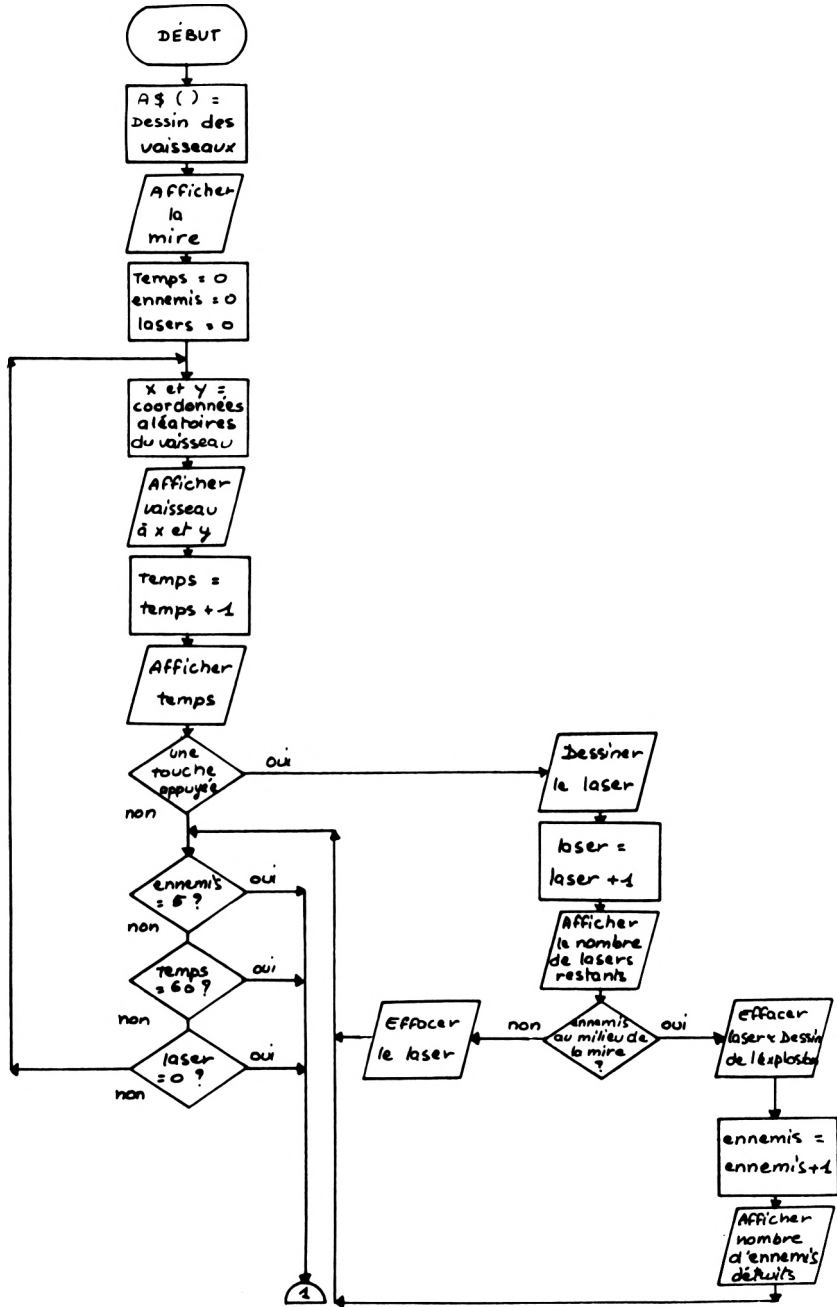 DÉBUT
A$ ( ) =
Dessin des
vaisseaux
Afficher
la
mire
Temps = 0
ennemis = 0
lasers = 0
x et y =
coordonnées
aléatoires
du vaisseau
Afficher
vaisseau
à x et y
temps =
temps + 1
Afficher
temps
une
touche
appuyée
oui
non
ennemis
= 5 ?
oui
non
temps
= 60 ?
oui
non
laser
= 0 ?
oui
non
1
Dessiner
le laser
laser =
laser + 1
Afficher
le nombre
de lasers
restants
ennemis
au milieu de
la mire
?
non
oui
Effacer
le laser
Effacer
laser & Dessin
de l'explosion
ennemis =
ennemis + 1
Afficher
nombre
d'ennemis
détruits